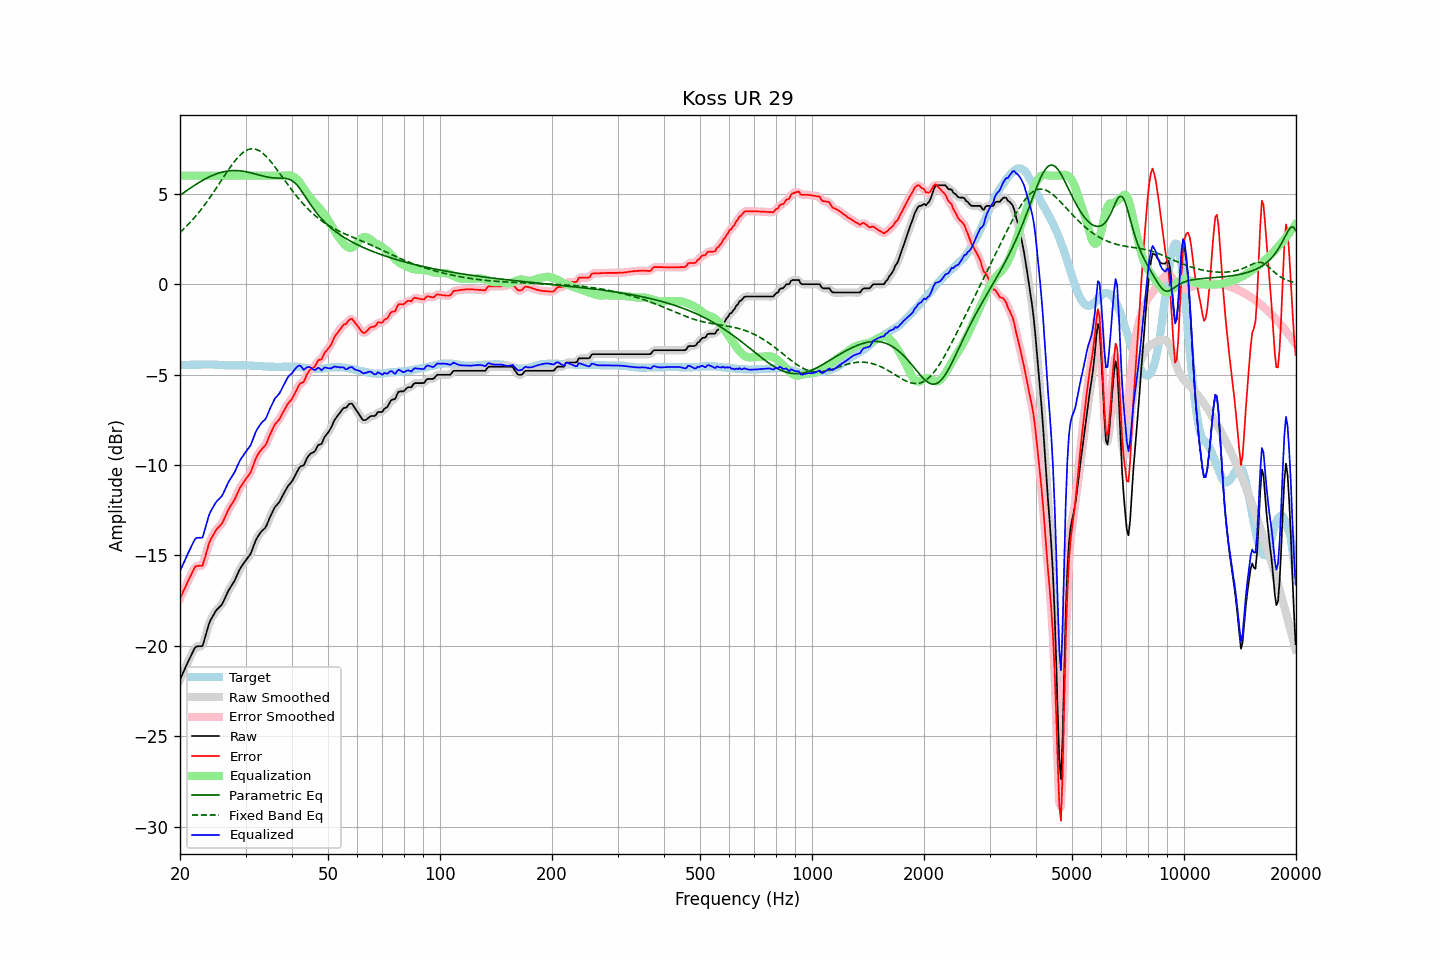 Koss UR 29
Amplitude (dBr)
5
0
−5
−10
−15
−20
−25
−30
Target
Raw Smoothed
Error Smoothed
Raw
Error
Equalization
Parametric Eq
Fixed Band Eq
Equalized
20 50 100 200 500 1000 2000 5000 10000 20000
Frequency (Hz)